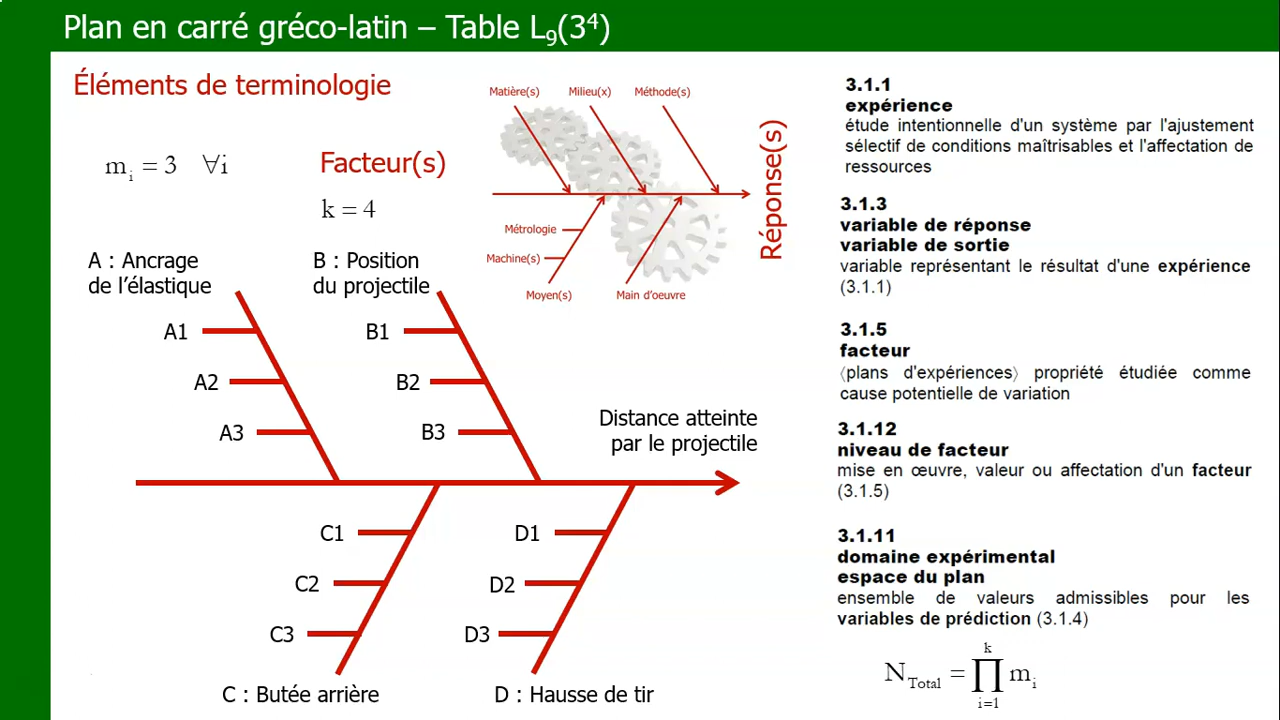 Plan en carré gréco-latin – Table L₉(3⁴)
Éléments de terminologie
mᵢ = 3 ∀i
Facteur(s)
k = 4
Matière(s)
Milieu(x)
Méthode(s)
Métrologie
Machine(s)
Moyen(s)
Main d'oeuvre
Réponse(s)
A : Ancrage
de l'élastique
B : Position
du projectile
A1
A2
A3
B1
B2
B3
Distance atteinte
par le projectile
C1
C2
C3
D1
D2
D3
C : Butée arrière
D : Hausse de tir
3.1.1
expérience
étude intentionnelle d'un système par l'ajustement
sélectif de conditions maîtrisables et l'affectation de
ressources
3.1.3
variable de réponse
variable de sortie
variable représentant le résultat d'une expérience
(3.1.1)
3.1.5
facteur
〈plans d'expériences〉 propriété étudiée comme
cause potentielle de variation
3.1.12
niveau de facteur
mise en œuvre, valeur ou affectation d'un facteur
(3.1.5)
3.1.11
domaine expérimental
espace du plan
ensemble de valeurs admissibles pour les
variables de prédiction (3.1.4)
k
N Total = ∏ mᵢ
i=1